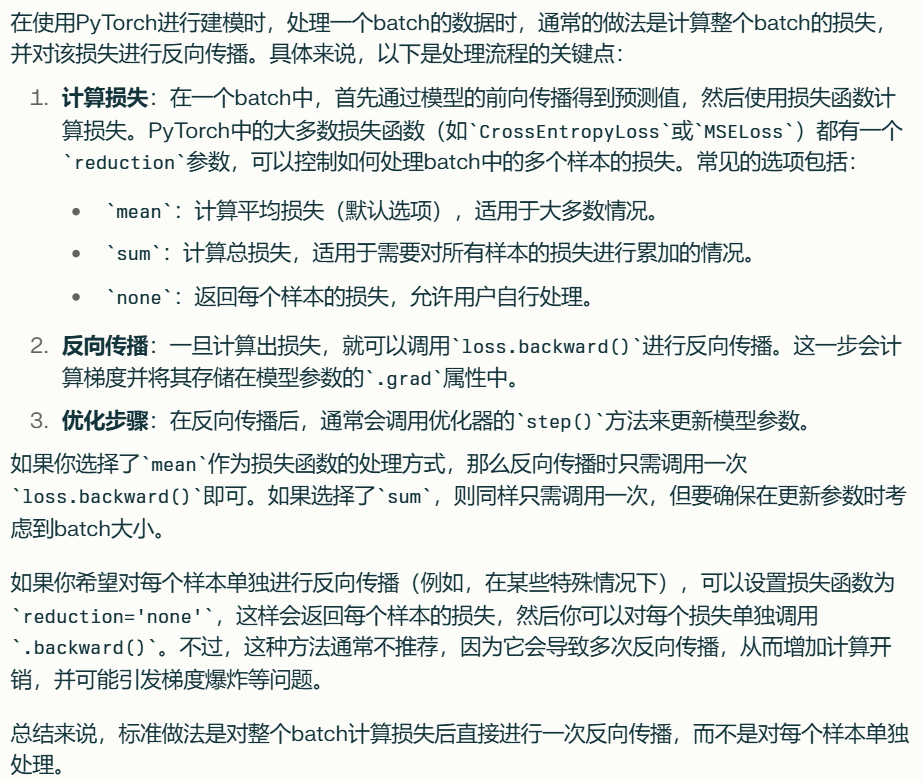 在使用PyTorch进行建模时，处理一个batch的数据时，通常的做法是计算整个batch的损失，
并对该损失进行反向传播。具体来说，以下是处理流程的关键点：
1. 计算损失：在一个batch中，首先通过模型的前向传播得到预测值，然后使用损失函数计
算损失。PyTorch中的大多数损失函数（如`CrossEntropyLoss`或`MSELoss`）都有一个
`reduction`参数，可以控制如何处理batch中的多个样本的损失。常见的选项包括：
• `mean`：计算平均损失（默认选项），适用于大多数情况。
• `sum`：计算总损失，适用于需要对所有样本的损失进行累加的情况。
• `none`：返回每个样本的损失，允许用户自行处理。
2. 反向传播：一旦计算出损失，就可以调用`loss.backward()`进行反向传播。这一步会计
算梯度并将其存储在模型参数的`.grad`属性中。
3. 优化步骤：在反向传播后，通常会调用优化器的`step()`方法来更新模型参数。
如果你选择了`mean`作为损失函数的处理方式，那么反向传播时只需调用一次
`loss.backward()`即可。如果选择了`sum`，则同样只需调用一次，但要确保在更新参数时考
虑到batch大小。
如果你希望对每个样本单独进行反向传播（例如，在某些特殊情况下），可以设置损失函数为
`reduction='none'`，这样会返回每个样本的损失，然后你可以对每个损失单独调用
`.backward()`。不过，这种方法通常不推荐，因为它会导致多次反向传播，从而增加计算开
销，并可能引发梯度爆炸等问题。
总结来说，标准做法是对整个batch计算损失后直接进行一次反向传播，而不是对每个样本单独
处理。